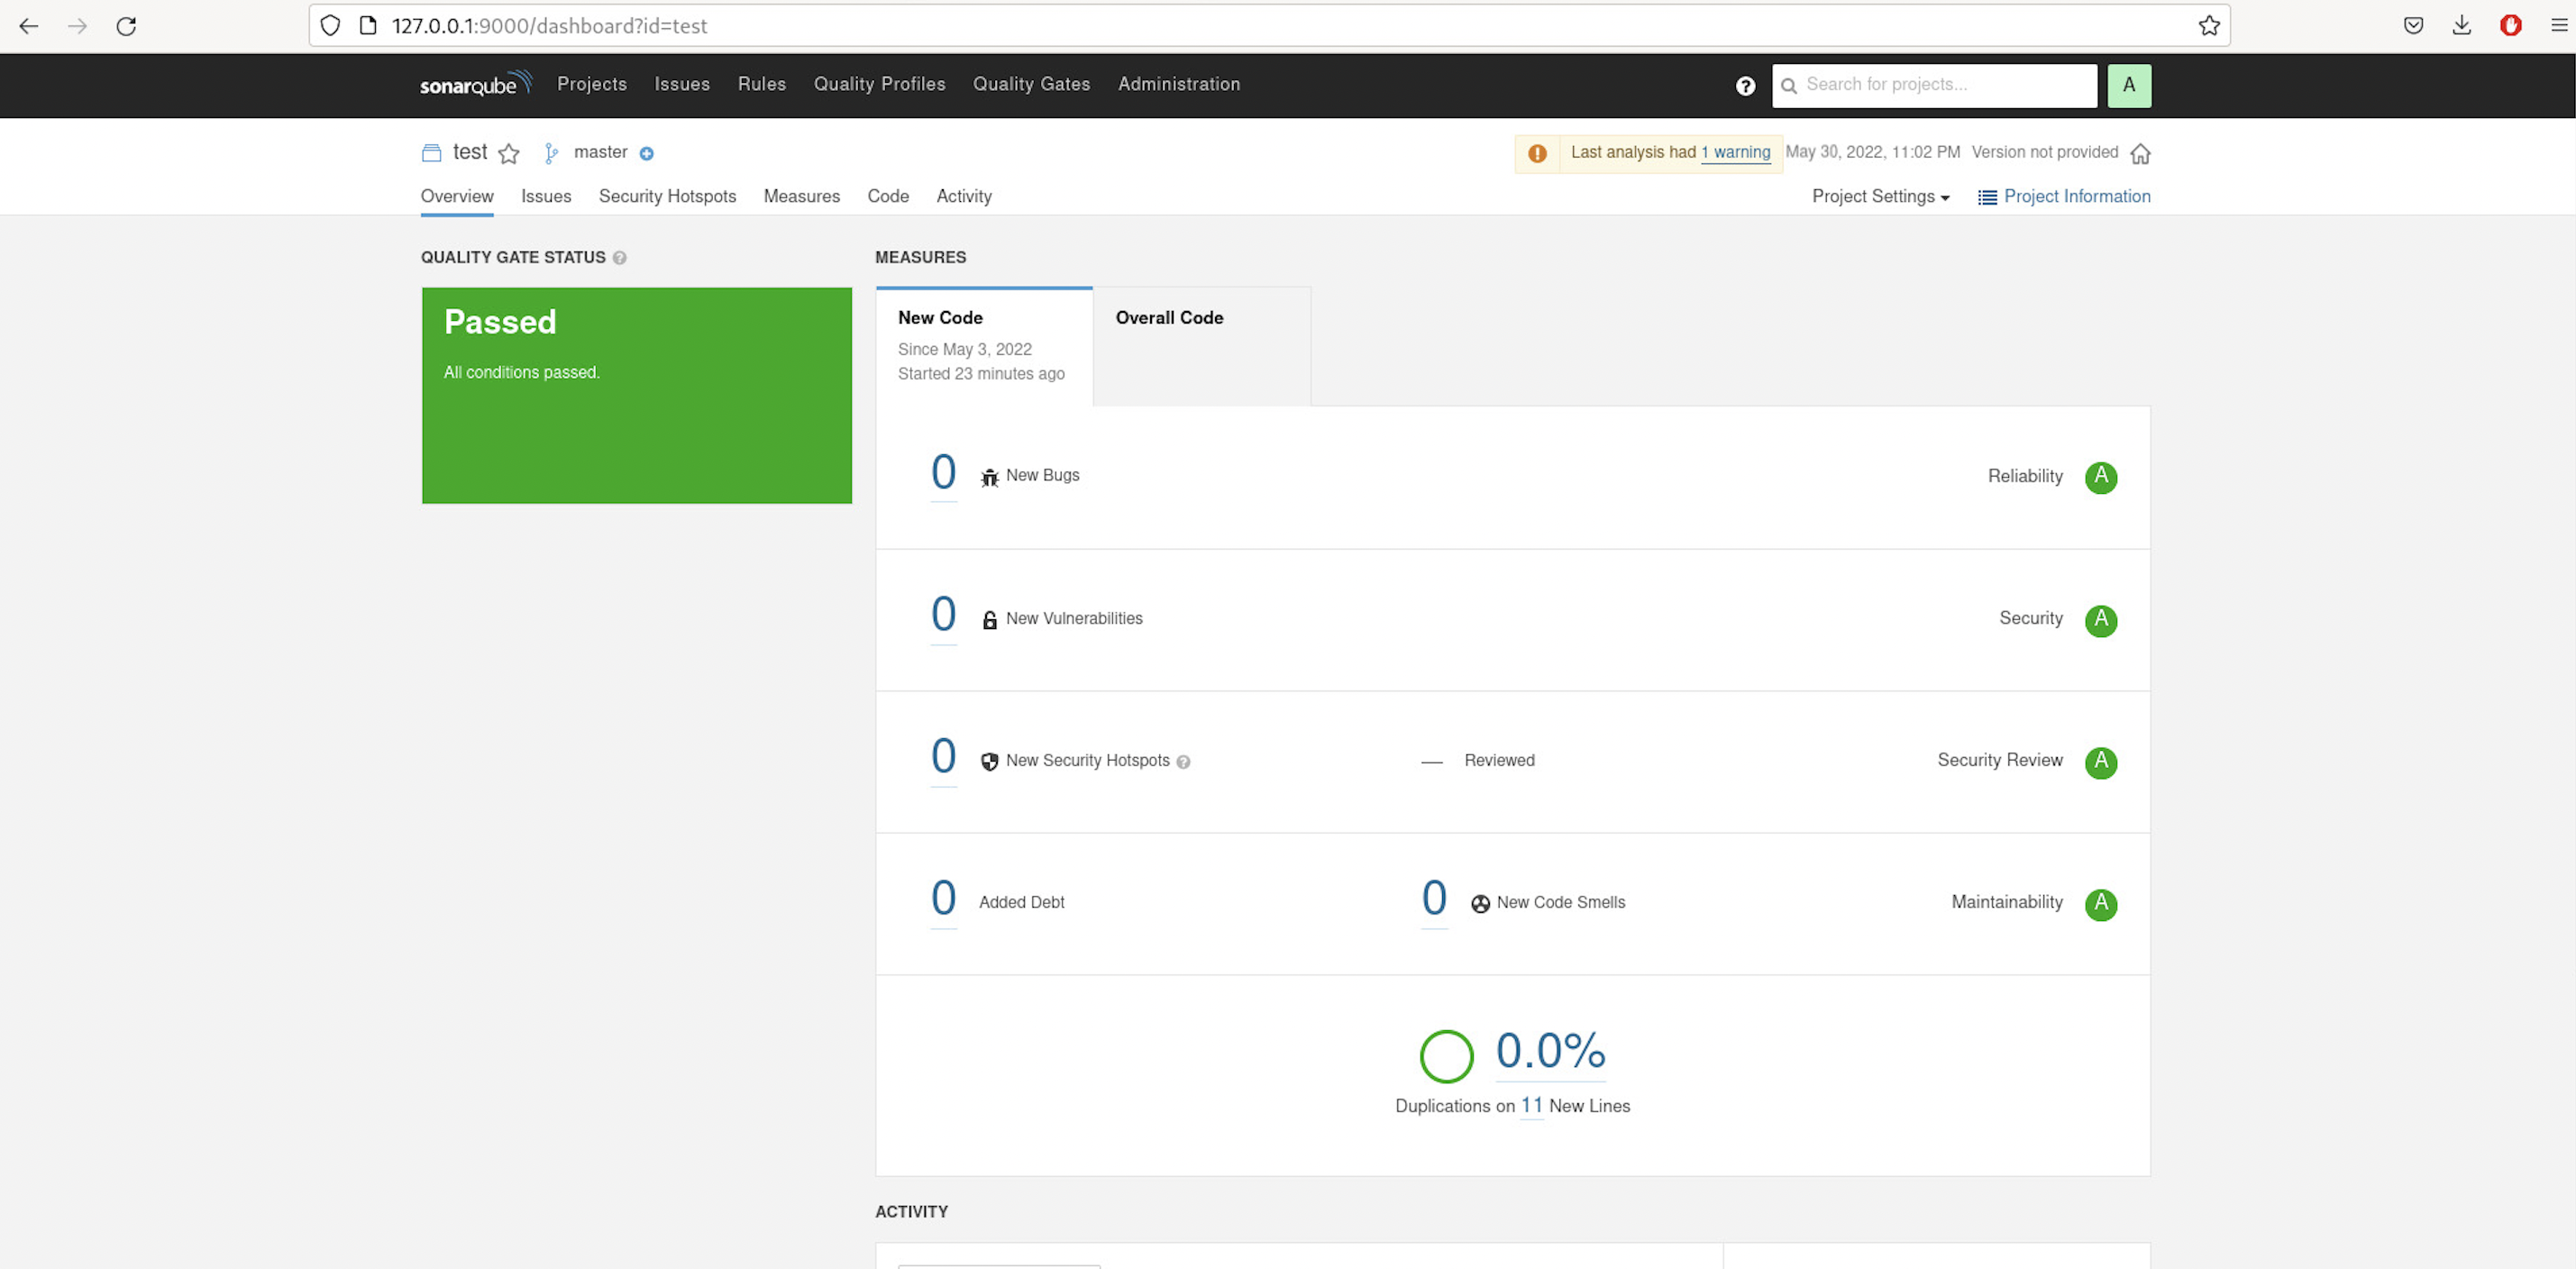 127.0.0.1:9000/dashboard?id=test
sonarqube Projects Issues Rules Quality Profiles Quality Gates Administration ? Search for projects... A
test master Last analysis had 1 warning May 30, 2022, 11:02 PM Version not provided
Overview Issues Security Hotspots Measures Code Activity Project Settings Project Information
QUALITY GATE STATUS ?
Passed
All conditions passed.
MEASURES
New Code
Since May 3, 2022
Started 23 minutes ago
Overall Code
0 New Bugs Reliability A
0 New Vulnerabilities Security A
0 New Security Hotspots ? — Reviewed Security Review A
0 Added Debt 0 New Code Smells Maintainability A
0.0%
Duplications on 11 New Lines
ACTIVITY